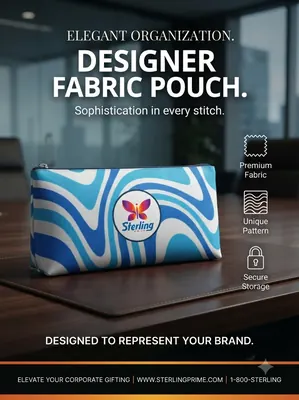 ELEGANT ORGANIZATION.
DESIGNER
FABRIC POUCH.
Sophistication in every stitch.
Premium
Fabric
Unique
Pattern
Secure
Storage
Sterling
DESIGNED TO REPRESENT YOUR BRAND.
ELEVATE YOUR CORPORATE GIFTING | WWW.STERLINGPRIME.COM | 1-800-STERLING